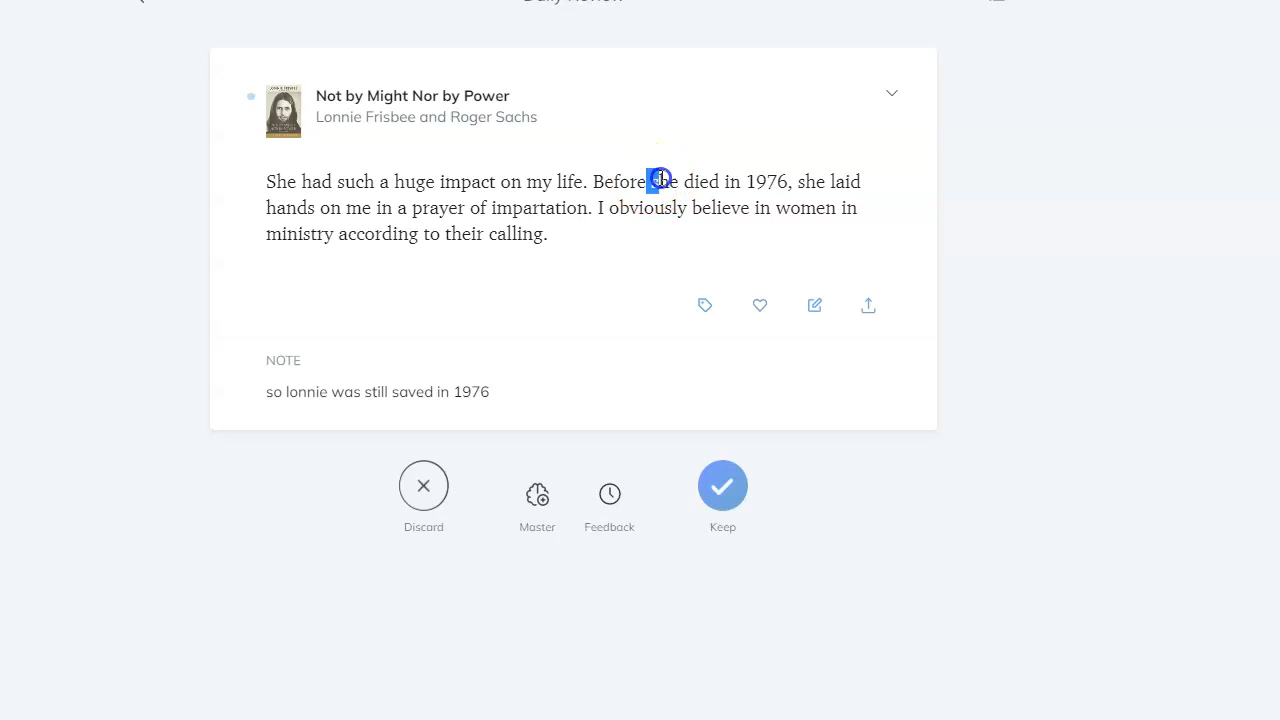 Daily Review
Not by Might Nor by Power
Lonnie Frisbee and Roger Sachs
She had such a huge impact on my life. Before she died in 1976, she laid
hands on me in a prayer of impartation. I obviously believe in women in
ministry according to their calling.
NOTE
so lonnie was still saved in 1976
Discard
Master
Feedback
Keep